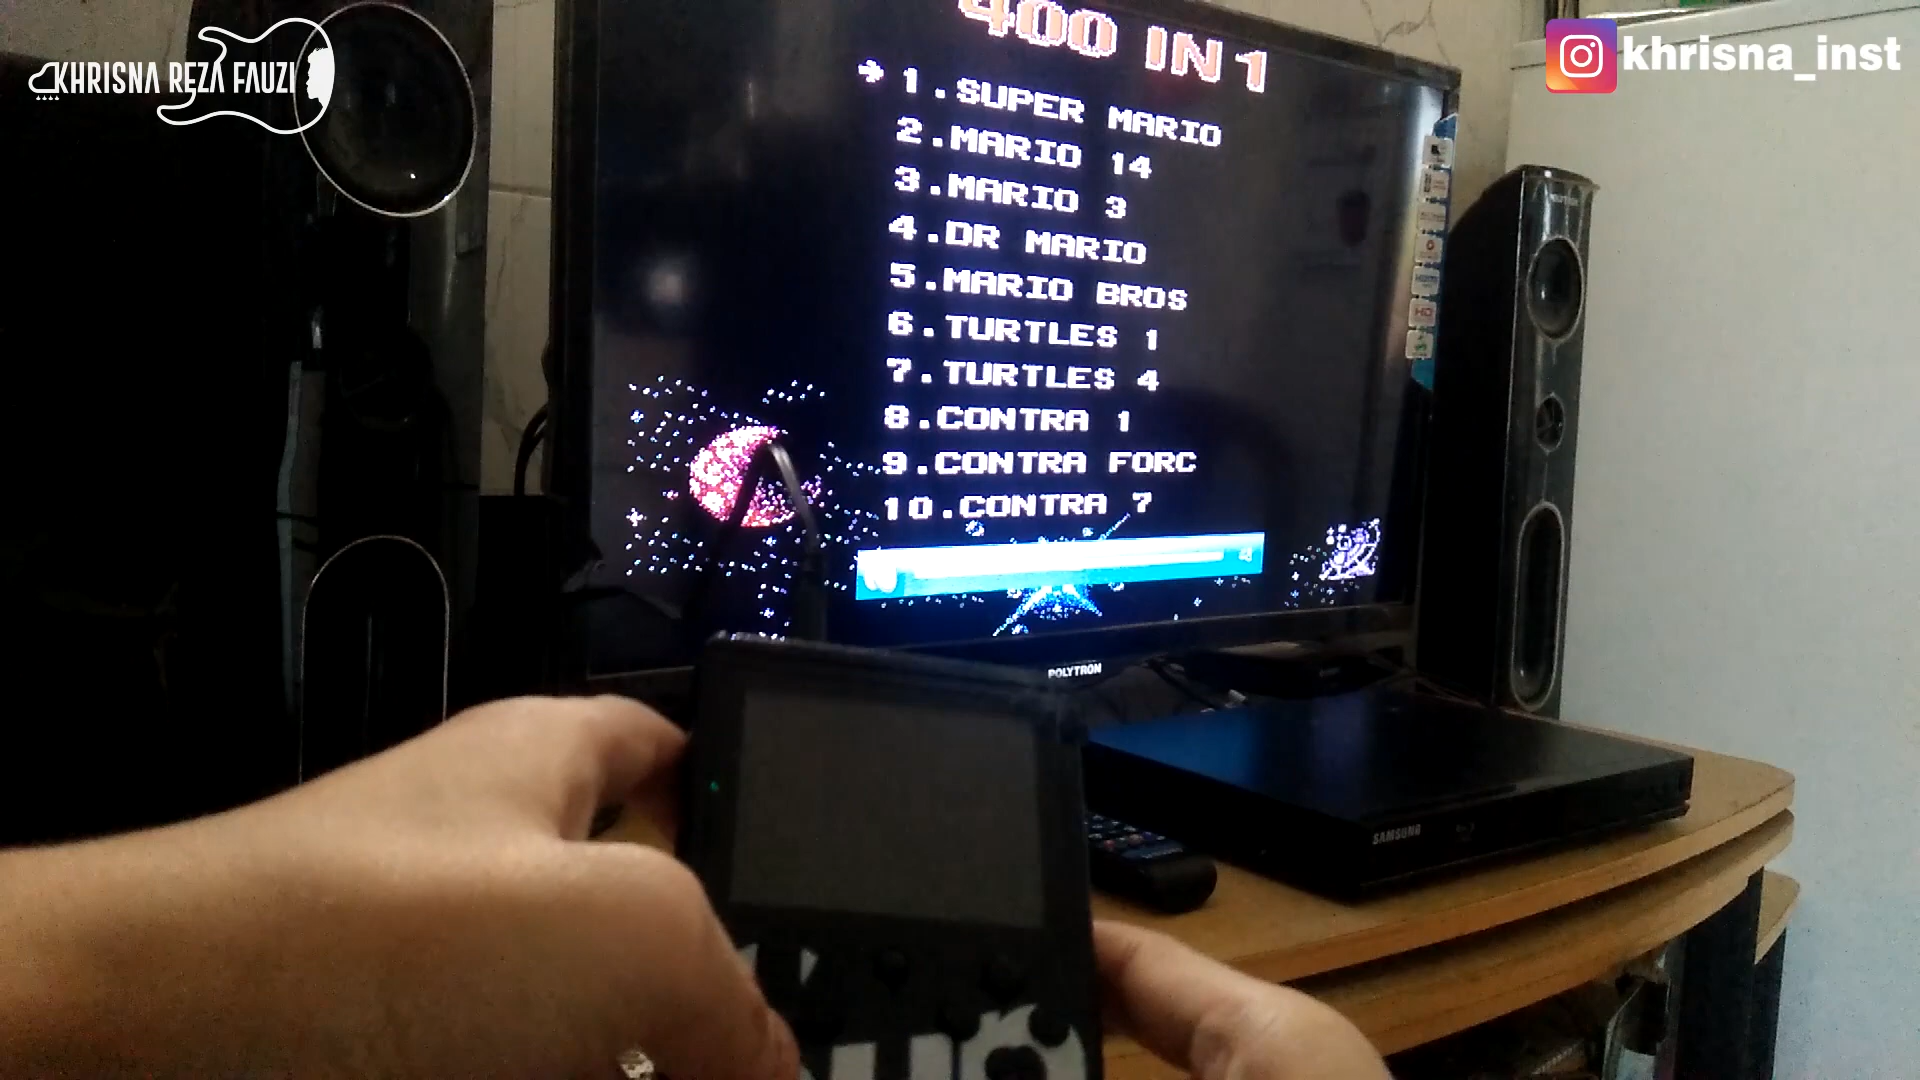 KHRISNA REZA FAUZI
khrisna_inst
400 IN 1
1.SUPER MARIO
2.MARIO 14
3.MARIO 3
4.DR MARIO
5.MARIO BROS
6.TURTLES 1
7.TURTLES 4
8.CONTRA 1
9.CONTRA FORC
10.CONTRA 7
POLYTRON
SAMSUNG